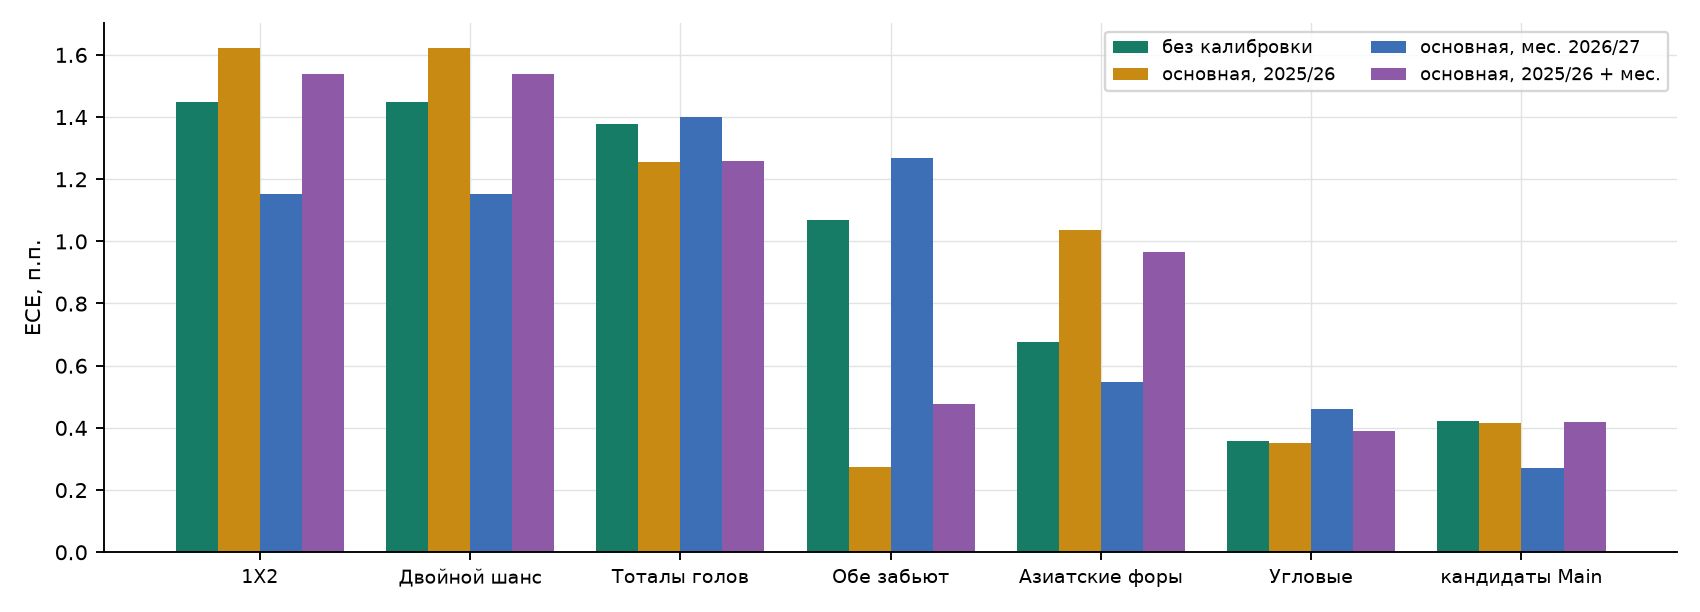 без калибровки
основная, 2025/26
основная, мес. 2026/27
основная, 2025/26 + мес.
ECE, п.п.
1.6
1.4
1.2
1.0
0.8
0.6
0.4
0.2
0.0
1X2
Двойной шанс
Тоталы голов
Обе забьют
Азиатские форы
Угловые
кандидаты Main